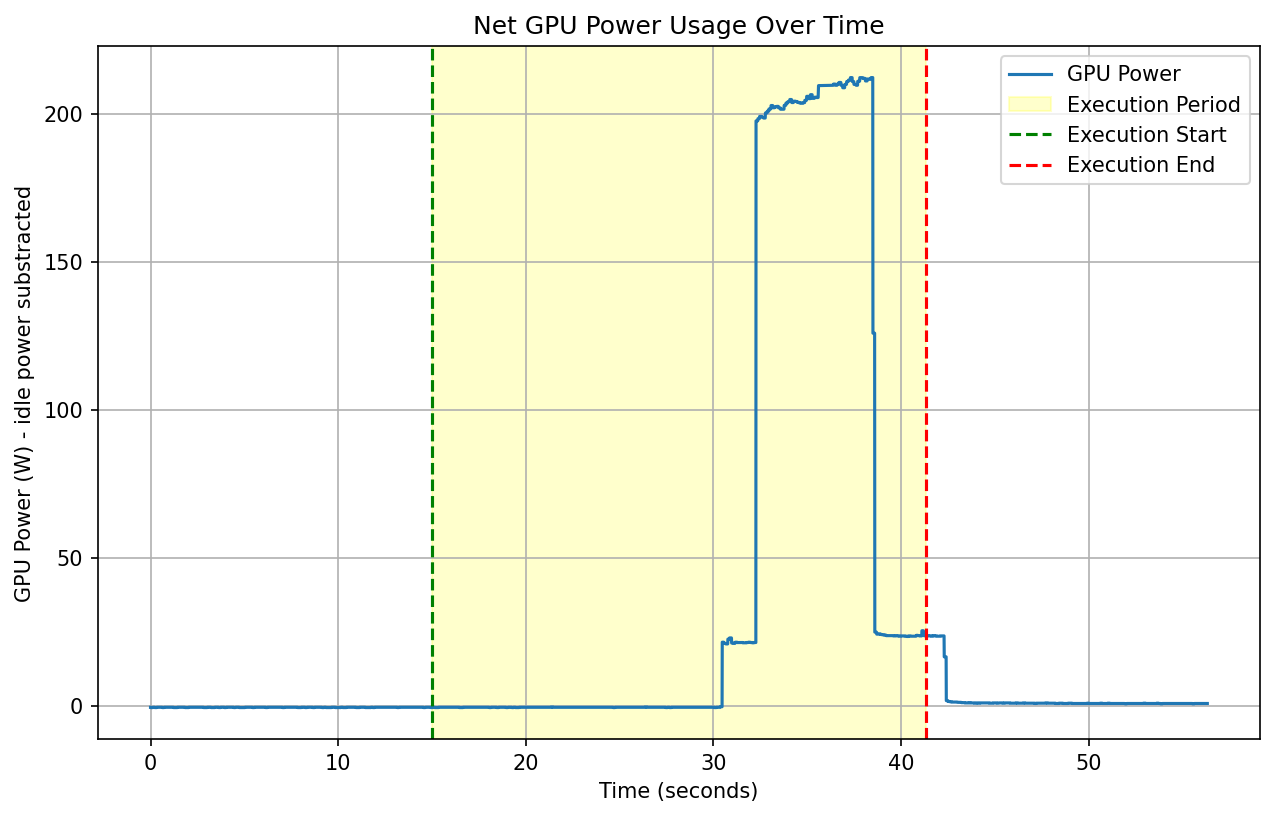 Net GPU Power Usage Over Time
GPU Power (W) - idle power substracted
200
150
100
50
0
GPU Power
Execution Period
Execution Start
Execution End
0 10 20 30 40 50
Time (seconds)